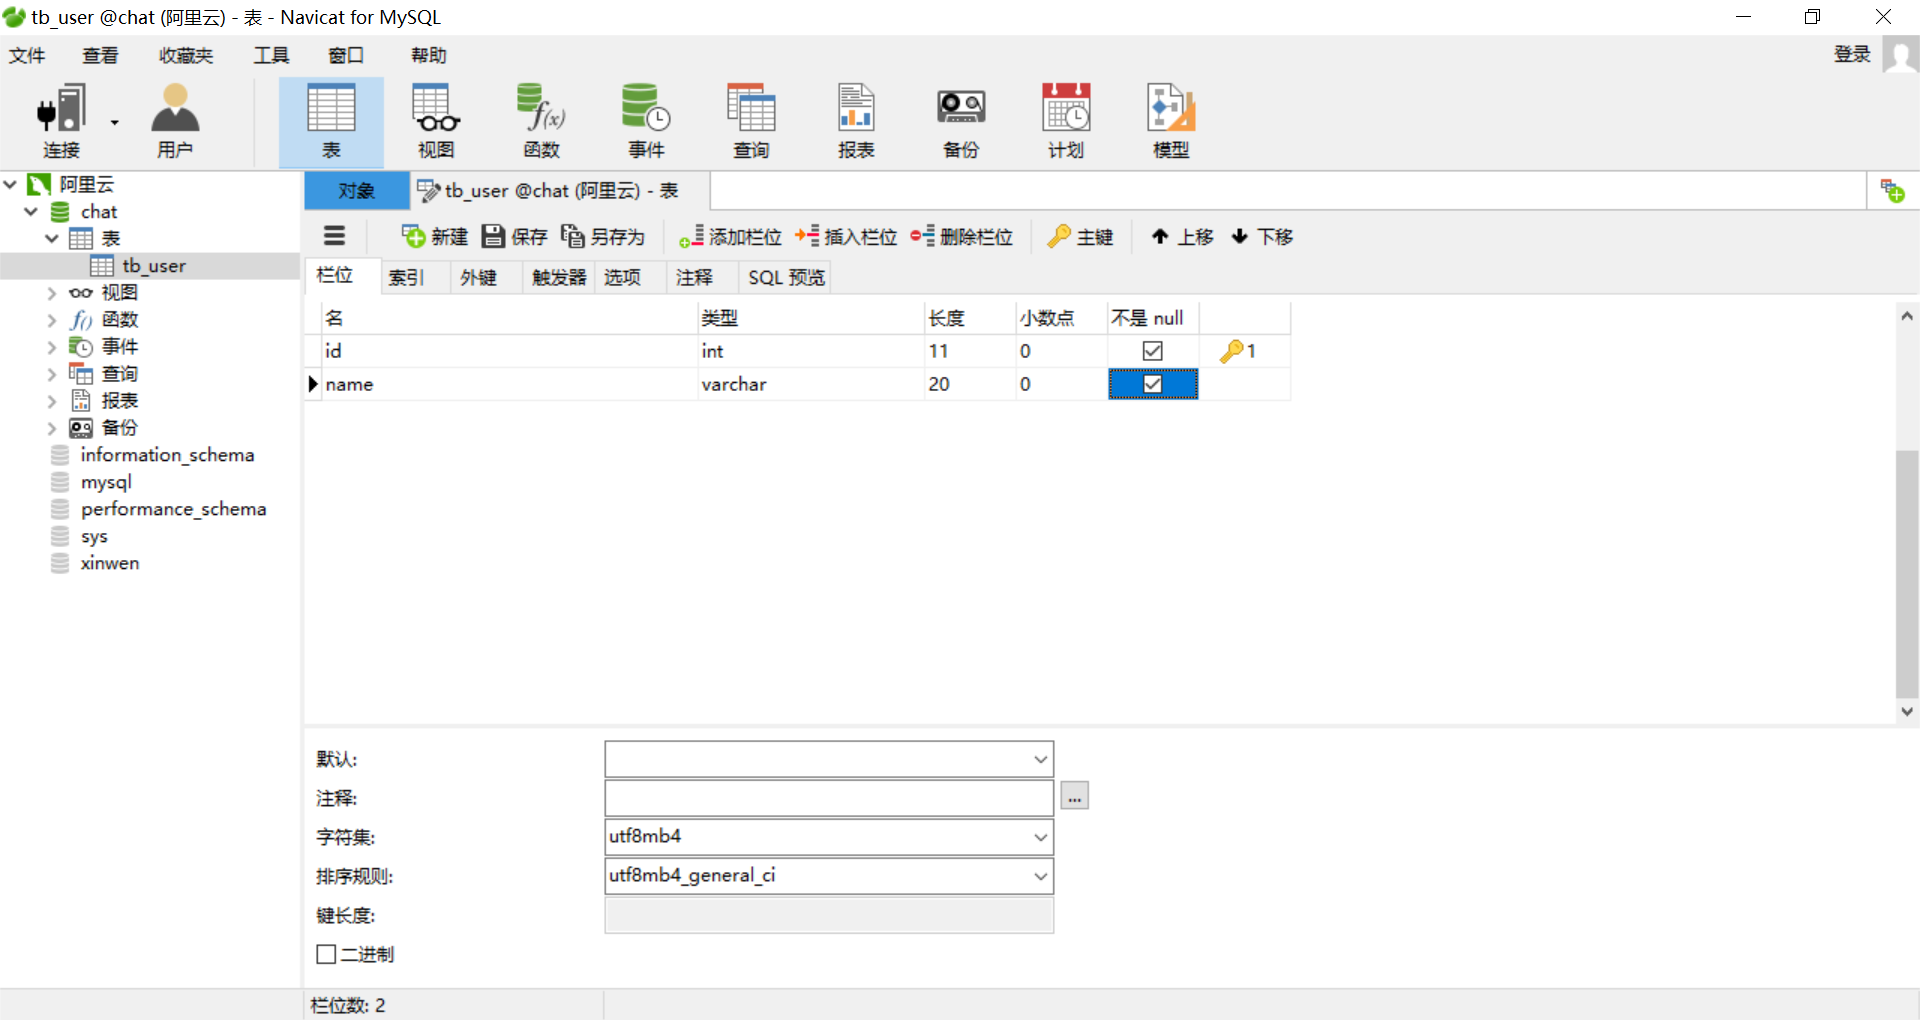 tb_user @chat (阿里云) - 表 - Navicat for MySQL
文件 查看 收藏夹 工具 窗口 帮助 登录
连接 用户 表 视图 函数 事件 查询 报表 备份 计划 模型
f(x)
阿里云
chat
表
tb_user
视图
f() 函数
事件
查询
报表
备份
information_schema
mysql
performance_schema
sys
xinwen
对象 tb_user @chat (阿里云) - 表
新建 保存 另存为 添加栏位 插入栏位 删除栏位 主键 上移 下移
栏位 索引 外键 触发器 选项 注释 SQL 预览
名 类型 长度 小数点 不是 null
id int 11 0 1
name varchar 20 0
默认:
注释: ...
字符集: utf8mb4
排序规则: utf8mb4_general_ci
键长度:
二进制
栏位数: 2